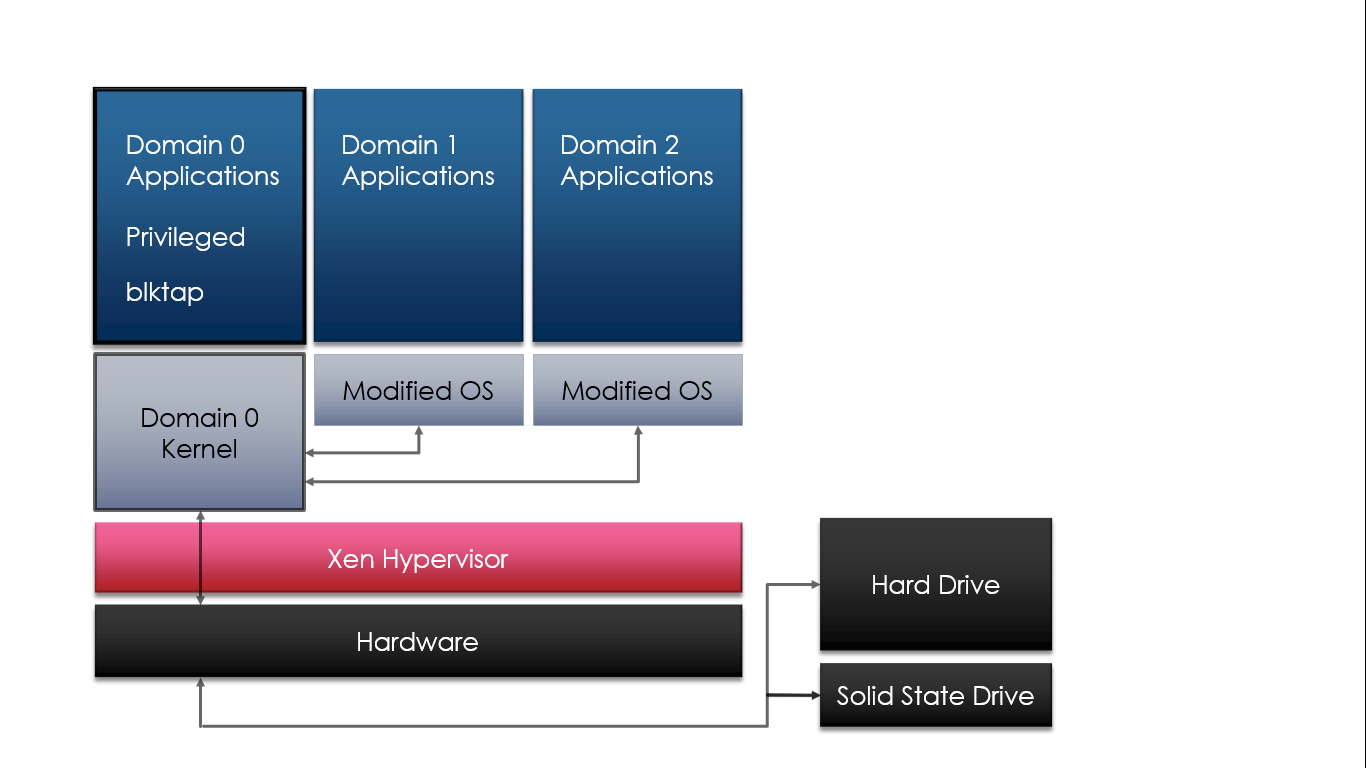 Domain 0
Applications
Privileged
blktap
Domain 1
Applications
Domain 2
Applications
Domain 0
Kernel
Modified OS
Modified OS
Xen Hypervisor
Hardware
Hard Drive
Solid State Drive